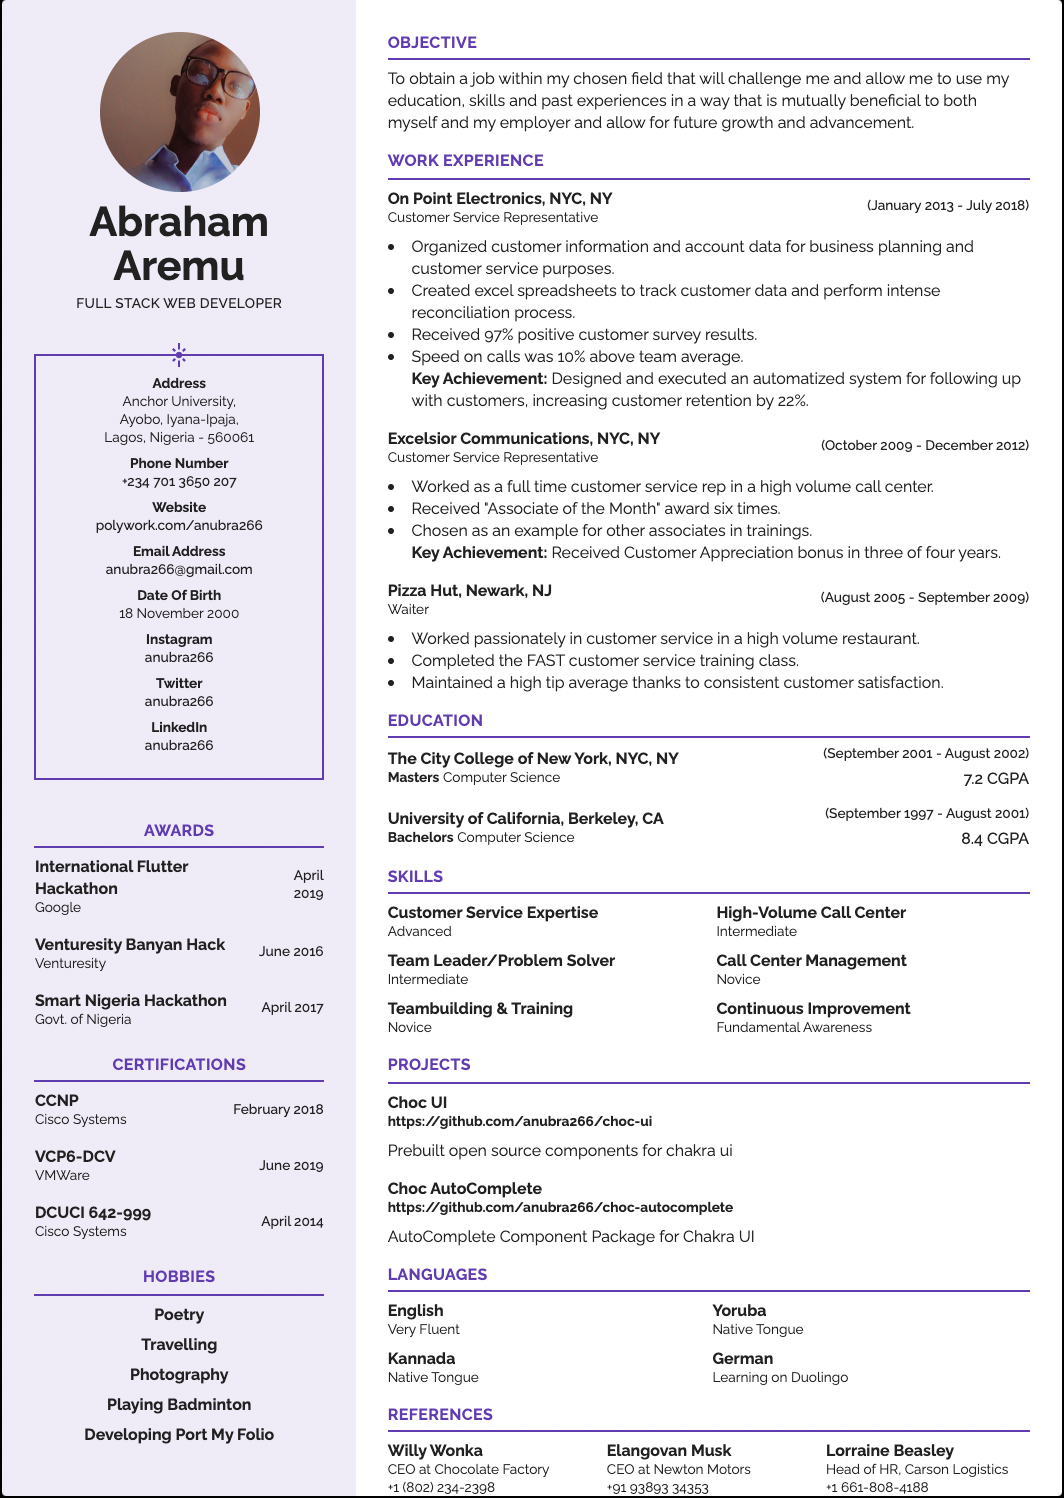 Abraham
Aremu
FULL STACK WEB DEVELOPER
Address
Anchor University,
Ayobo, Iyana-Ipaja,
Lagos, Nigeria - 560061
Phone Number
+234 701 3650 207
Website
polywork.com/anubra266
Email Address
anubra266@gmail.com
Date Of Birth
18 November 2000
Instagram
anubra266
Twitter
anubra266
LinkedIn
anubra266
AWARDS
International Flutter
Hackathon
April
2019
Google
Venturesity Banyan Hack
June 2016
Venturesity
Smart Nigeria Hackathon
April 2017
Govt. of Nigeria
CERTIFICATIONS
CCNP
February 2018
Cisco Systems
VCP6-DCV
June 2019
VMWare
DCUCI 642-999
April 2014
Cisco Systems
HOBBIES
Poetry
Travelling
Photography
Playing Badminton
Developing Port My Folio
OBJECTIVE
To obtain a job within my chosen field that will challenge me and allow me to use my
education, skills and past experiences in a way that is mutually beneficial to both
myself and my employer and allow for future growth and advancement.
WORK EXPERIENCE
On Point Electronics, NYC, NY
(January 2013 - July 2018)
Customer Service Representative
• Organized customer information and account data for business planning and
customer service purposes.
• Created excel spreadsheets to track customer data and perform intense
reconciliation process.
• Received 97% positive customer survey results.
• Speed on calls was 10% above team average.
Key Achievement: Designed and executed an automatized system for following up
with customers, increasing customer retention by 22%.
Excelsior Communications, NYC, NY
(October 2009 - December 2012)
Customer Service Representative
• Worked as a full time customer service rep in a high volume call center.
• Received "Associate of the Month" award six times.
• Chosen as an example for other associates in trainings.
Key Achievement: Received Customer Appreciation bonus in three of four years.
Pizza Hut, Newark, NJ
(August 2005 - September 2009)
Waiter
• Worked passionately in customer service in a high volume restaurant.
• Completed the FAST customer service training class.
• Maintained a high tip average thanks to consistent customer satisfaction.
EDUCATION
The City College of New York, NYC, NY
(September 2001 - August 2002)
Masters Computer Science
7.2 CGPA
University of California, Berkeley, CA
(September 1997 - August 2001)
Bachelors Computer Science
8.4 CGPA
SKILLS
Customer Service Expertise
High-Volume Call Center
Advanced
Intermediate
Team Leader/Problem Solver
Call Center Management
Intermediate
Novice
Teambuilding & Training
Continuous Improvement
Novice
Fundamental Awareness
PROJECTS
Choc UI
https://github.com/anubra266/choc-ui
Prebuilt open source components for chakra ui
Choc AutoComplete
https://github.com/anubra266/choc-autocomplete
AutoComplete Component Package for Chakra UI
LANGUAGES
English
Yoruba
Very Fluent
Native Tongue
Kannada
German
Native Tongue
Learning on Duolingo
REFERENCES
Willy Wonka
Elangovan Musk
Lorraine Beasley
CEO at Chocolate Factory
CEO at Newton Motors
Head of HR, Carson Logistics
+1 (802) 234-2398
+91 93893 34353
+1 661-808-4188